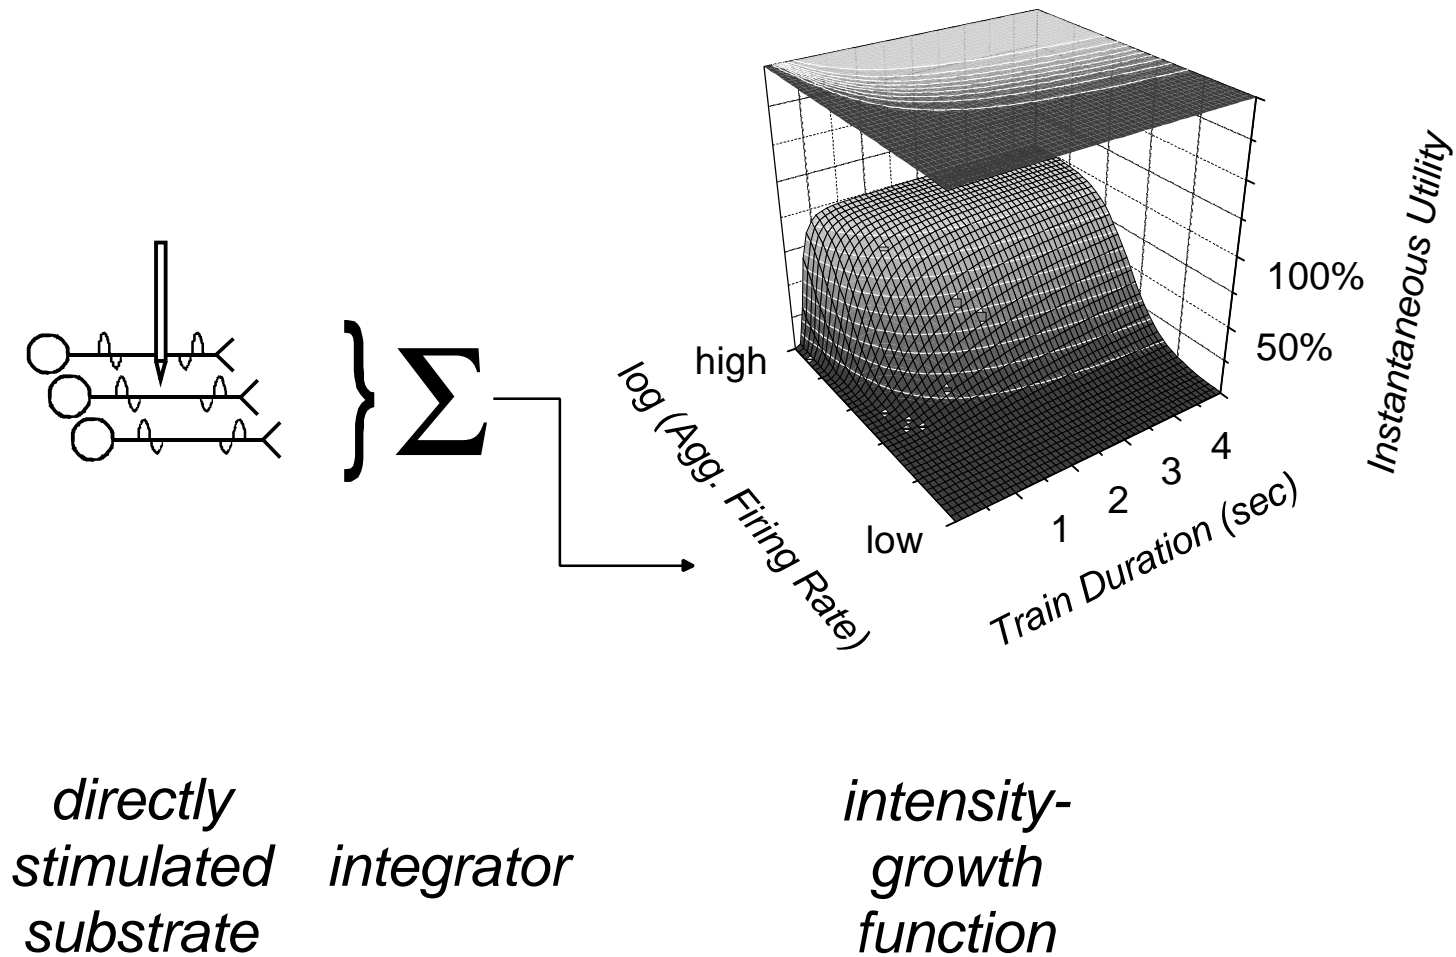 Instantaneous Utility
100%
50%
high
low
log (Agg. Firing Rate)
1
2
3
4
Train Duration (sec)
}
Σ
directly
stimulated
substrate
integrator
intensity-
growth
function